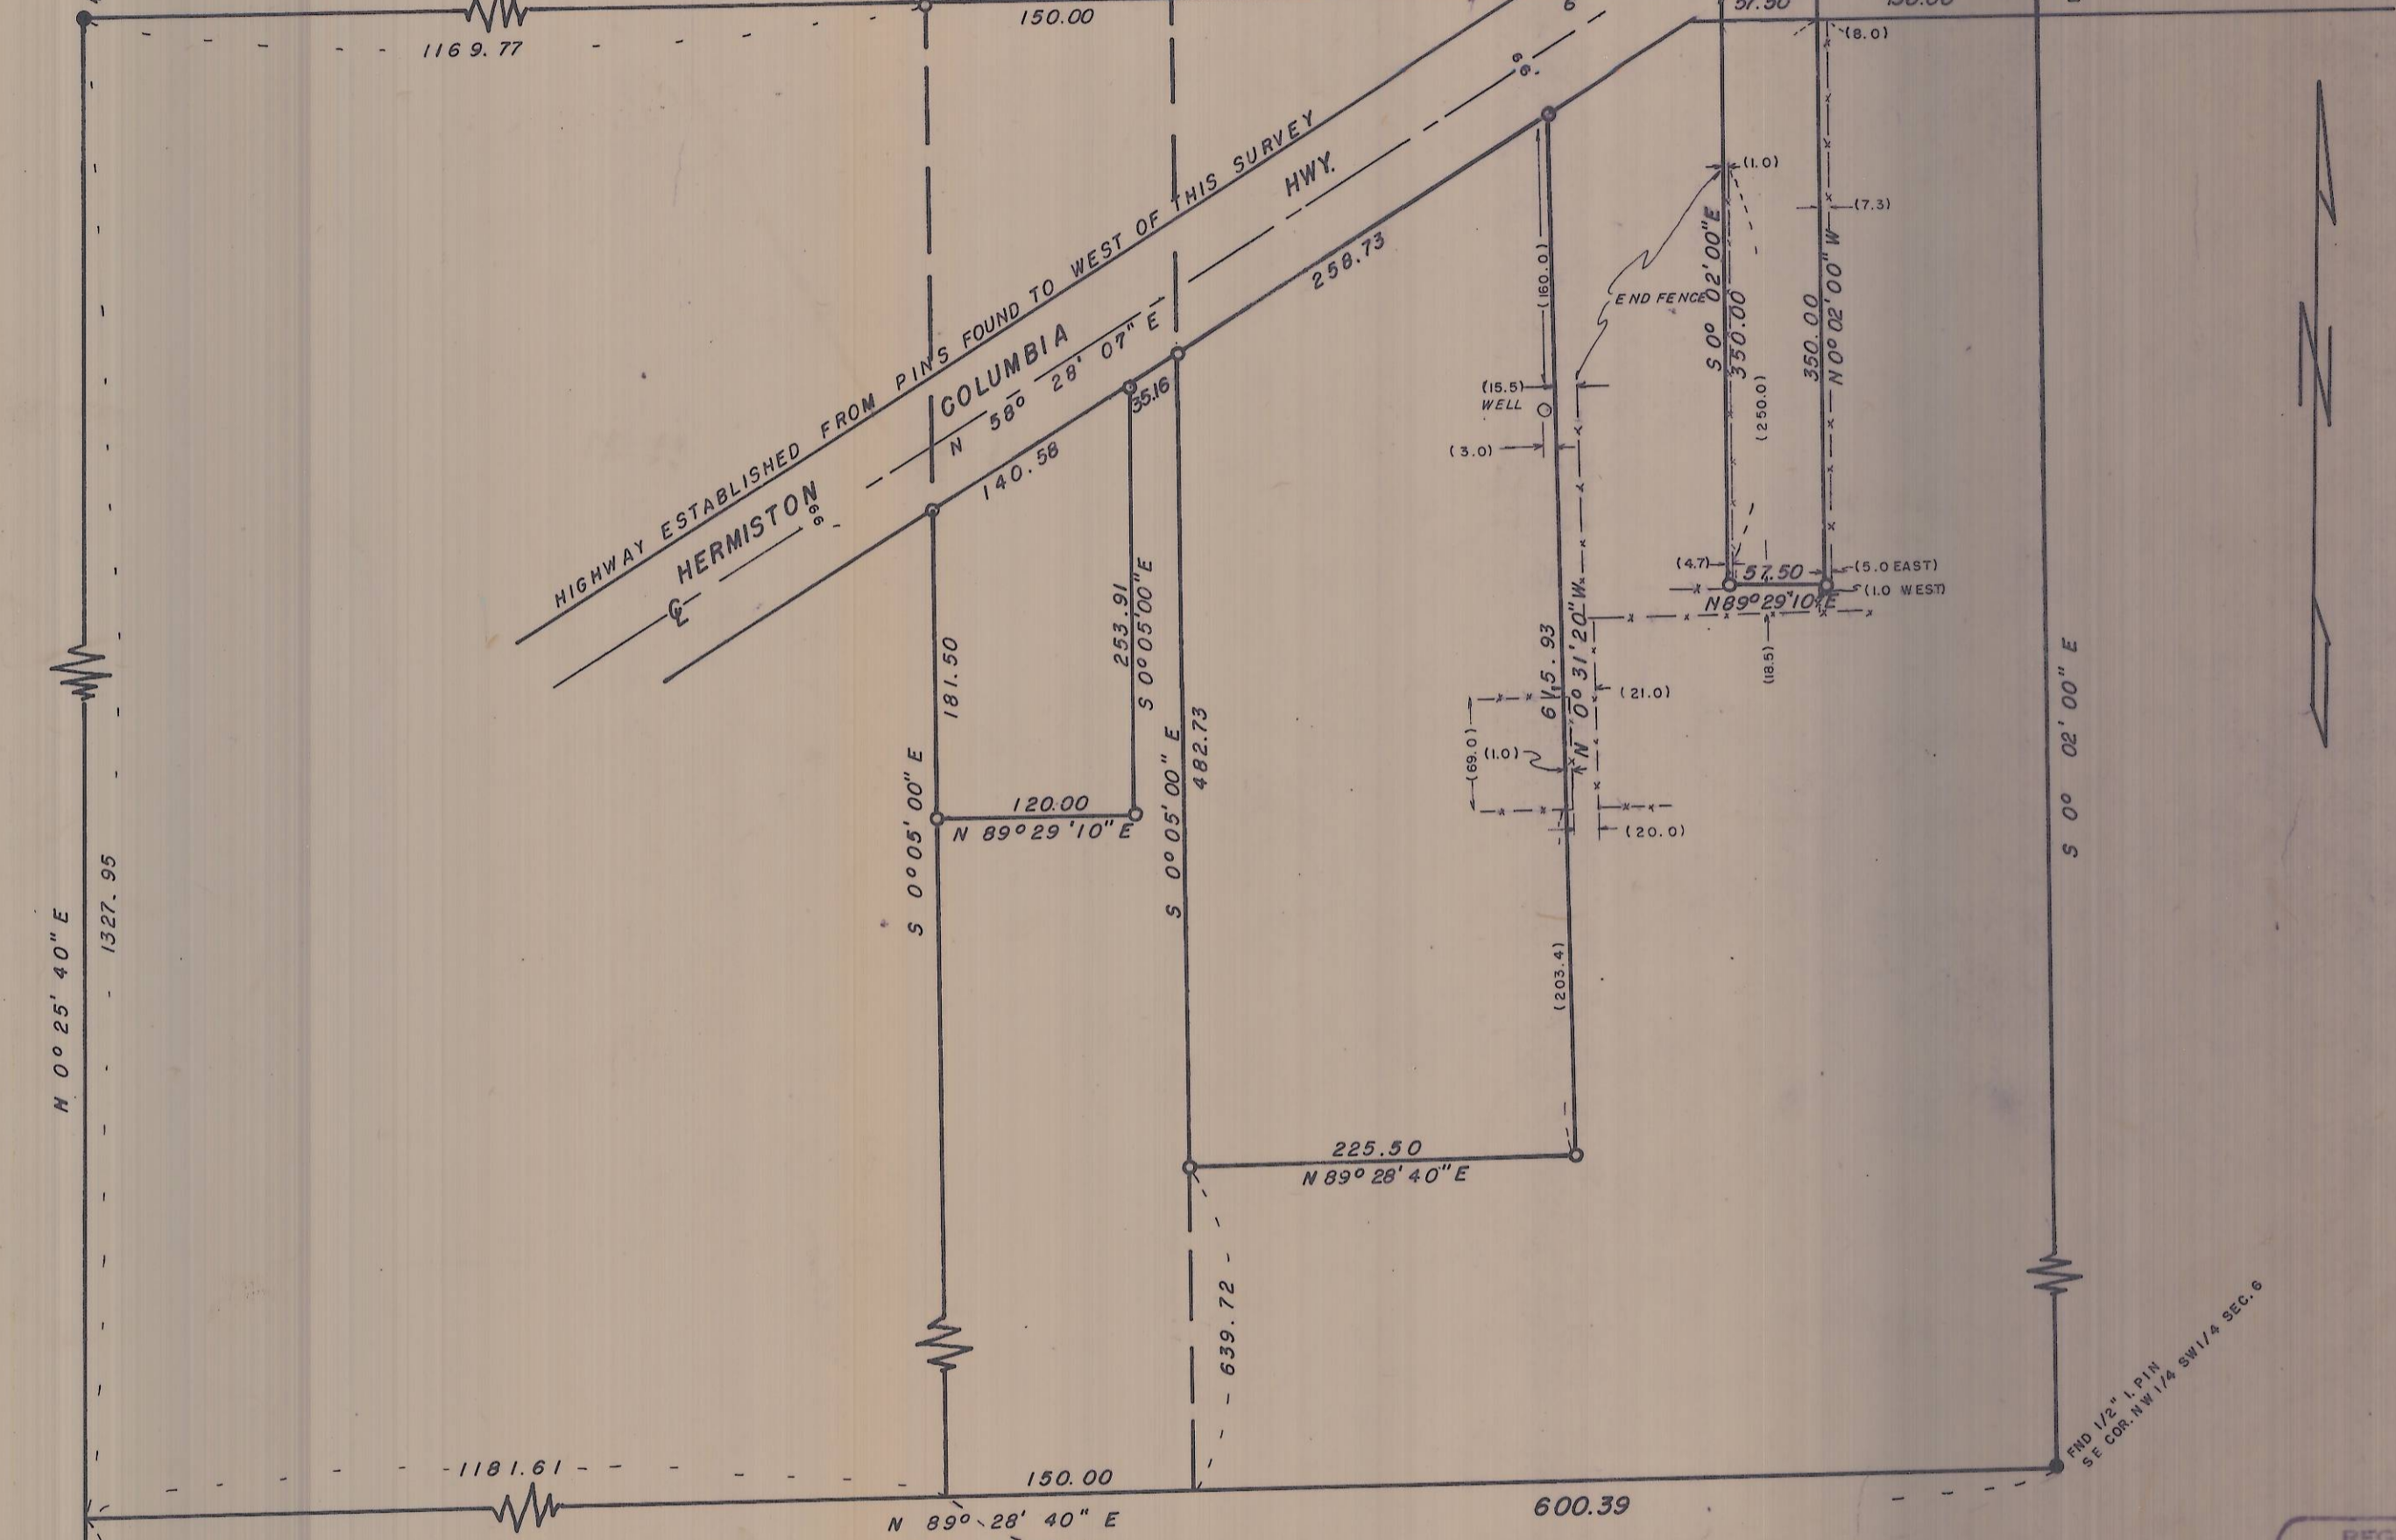 150.00
1169.77
57.50
(8.0)
66'
HIGHWAY ESTABLISHED FROM PINS FOUND TO WEST OF THIS SURVEY
HERMISTON COLUMBIA HWY.
66'
N 58° 28' 07" E
140.58
35.16
258.73
(160.0)
(15.5)
WELL
(3.0)
END FENCE
(1.0)
(7.3)
S 0° 02' 00" E
350.00
(250.0)
350.00
N 0° 02' 00" W
(4.7)
57.50
(5.0 EAST)
(1.0 WEST)
N 89° 29' 10" E
(18.5)
181.50
S 0° 05' 00" E
253.91
S 0° 05' 00" E
120.00
N 89° 29' 10" E
S 0° 05' 00" E
482.73
615.93
N 0° 31' 20" W
(21.0)
(69.0)
(1.0)
(20.0)
(203.4)
S 0° 02' 00" E
N 0° 25' 40" E
1327.95
225.50
N 89° 28' 40" E
639.72
FND 1/2" I. PIN
SE COR. NW 1/4 SW 1/4 SEC. 6
1181.61
150.00
N 89° 28' 40" E
600.39